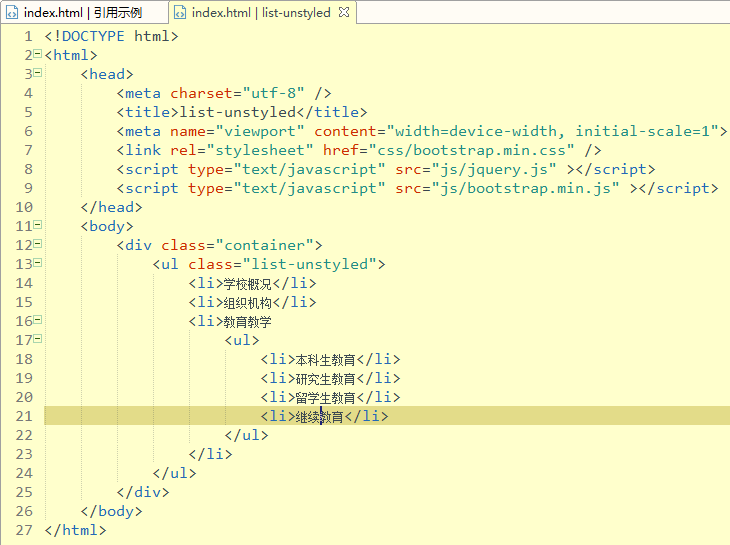 index.html | 引用示例
index.html | list-unstyled
1 <!DOCTYPE html>
2 <html>
3 <head>
4 <meta charset="utf-8" />
5 <title>list-unstyled</title>
6 <meta name="viewport" content="width=device-width, initial-scale=1">
7 <link rel="stylesheet" href="css/bootstrap.min.css" />
8 <script type="text/javascript" src="js/jquery.js" ></script>
9 <script type="text/javascript" src="js/bootstrap.min.js" ></script>
10 </head>
11 <body>
12 <div class="container">
13 <ul class="list-unstyled">
14 <li>学校概况</li>
15 <li>组织机构</li>
16 <li>教育教学
17 <ul>
18 <li>本科生教育</li>
19 <li>研究生教育</li>
20 <li>留学生教育</li>
21 <li>继续教育</li>
22 </ul>
23 </li>
24 </ul>
25 </div>
26 </body>
27 </html>